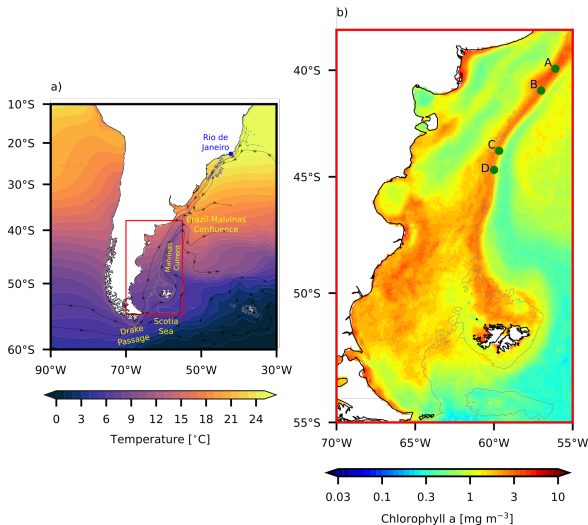 b)
a)
10°S
20°S
30°S
40°S
50°S
60°S
70°W
50°W
30°W
Rio de
Janeiro
Brazil-Malvinas
Confluence
Malvinas
Current
Drake
Passage
Scotia
Sea
0 3 6 9 12 15 18 21 24
Temperature [°C]
40°S
45°S
50°S
55°S
70°W 65°W 60°W 55°W
A
B
C
D
0.03 0.1 0.3 1 3 10
Chlorophyll a [mg m⁻³]